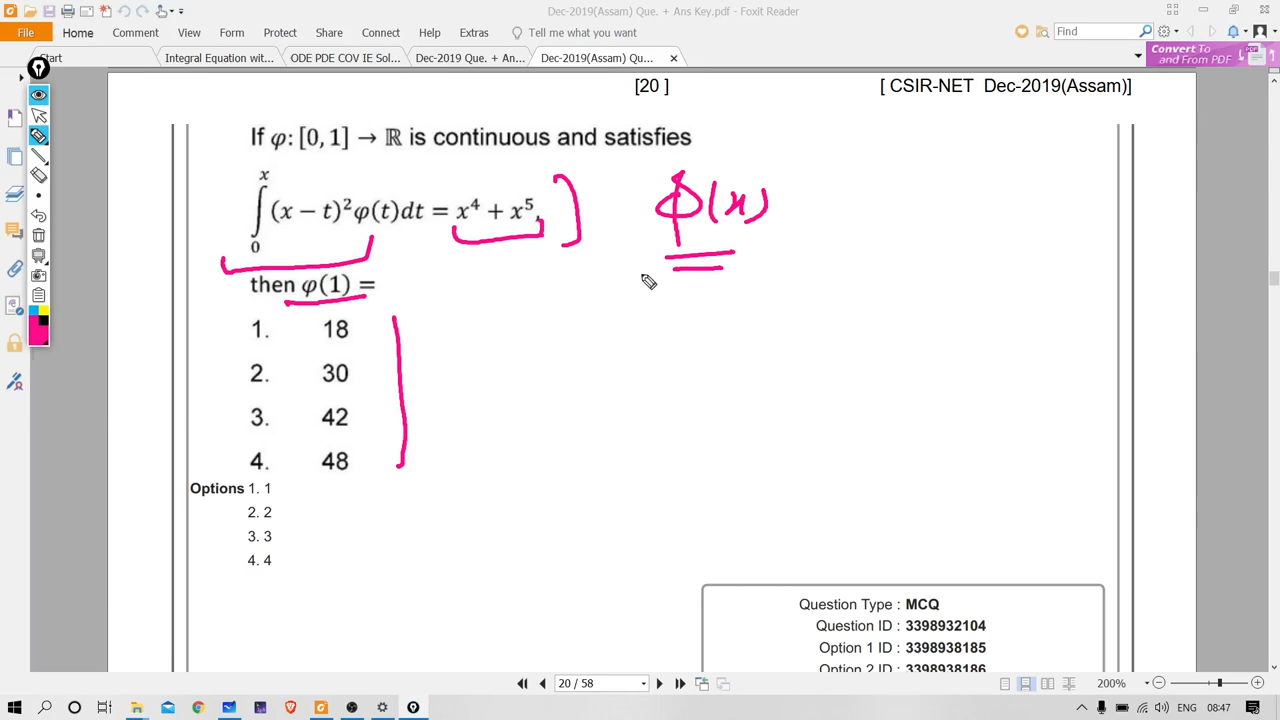 Dec-2019(Assam) Que. + Ans Key.pdf - Foxit Reader
File Home Comment View Form Protect Share Connect Help Extras Tell me what you want... Find
Start Integral Equation wit... ODE PDE COV IE Sol... Dec-2019 Que. + An... Dec-2019(Assam) Qu... Convert To and From PDF
[20 ] [ CSIR-NET Dec-2019(Assam)]
If φ: [0, 1] → ℝ is continuous and satisfies
∫₀ˣ (x − t)²φ(t)dt = x⁴ + x⁵,
ϕ(x)
then φ(1) =
1. 18
2. 30
3. 42
4. 48
Options 1. 1
2. 2
3. 3
4. 4
Question Type : MCQ
Question ID : 3398932104
Option 1 ID : 3398938185
Option 2 ID : 3398938186
20 / 58 200%
ENG 08:47